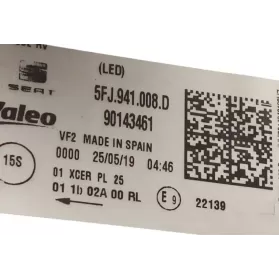 (LED)
SEAT
5FJ.941.008.D
Valeo
90143461
VF2 MADE IN SPAIN
0000 25/05/19 04:46
15S
01 XCER PL 25
01 1b 02A 00 RL
E9
22139